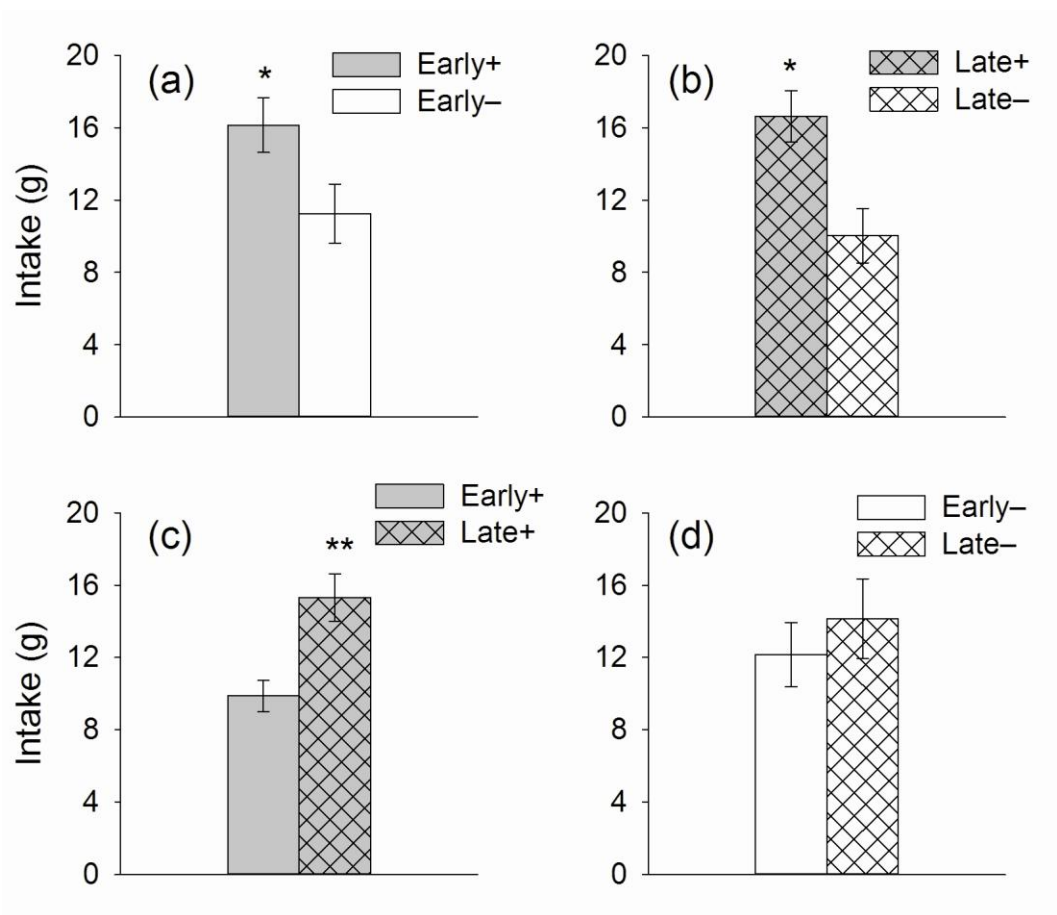 (a)
*
Early+
Early–
20
16
12
8
4
0
Intake (g)
(b)
*
Late+
Late–
20
16
12
8
4
0
(c)
**
Early+
Late+
20
16
12
8
4
0
Intake (g)
(d)
Early–
Late–
20
16
12
8
4
0